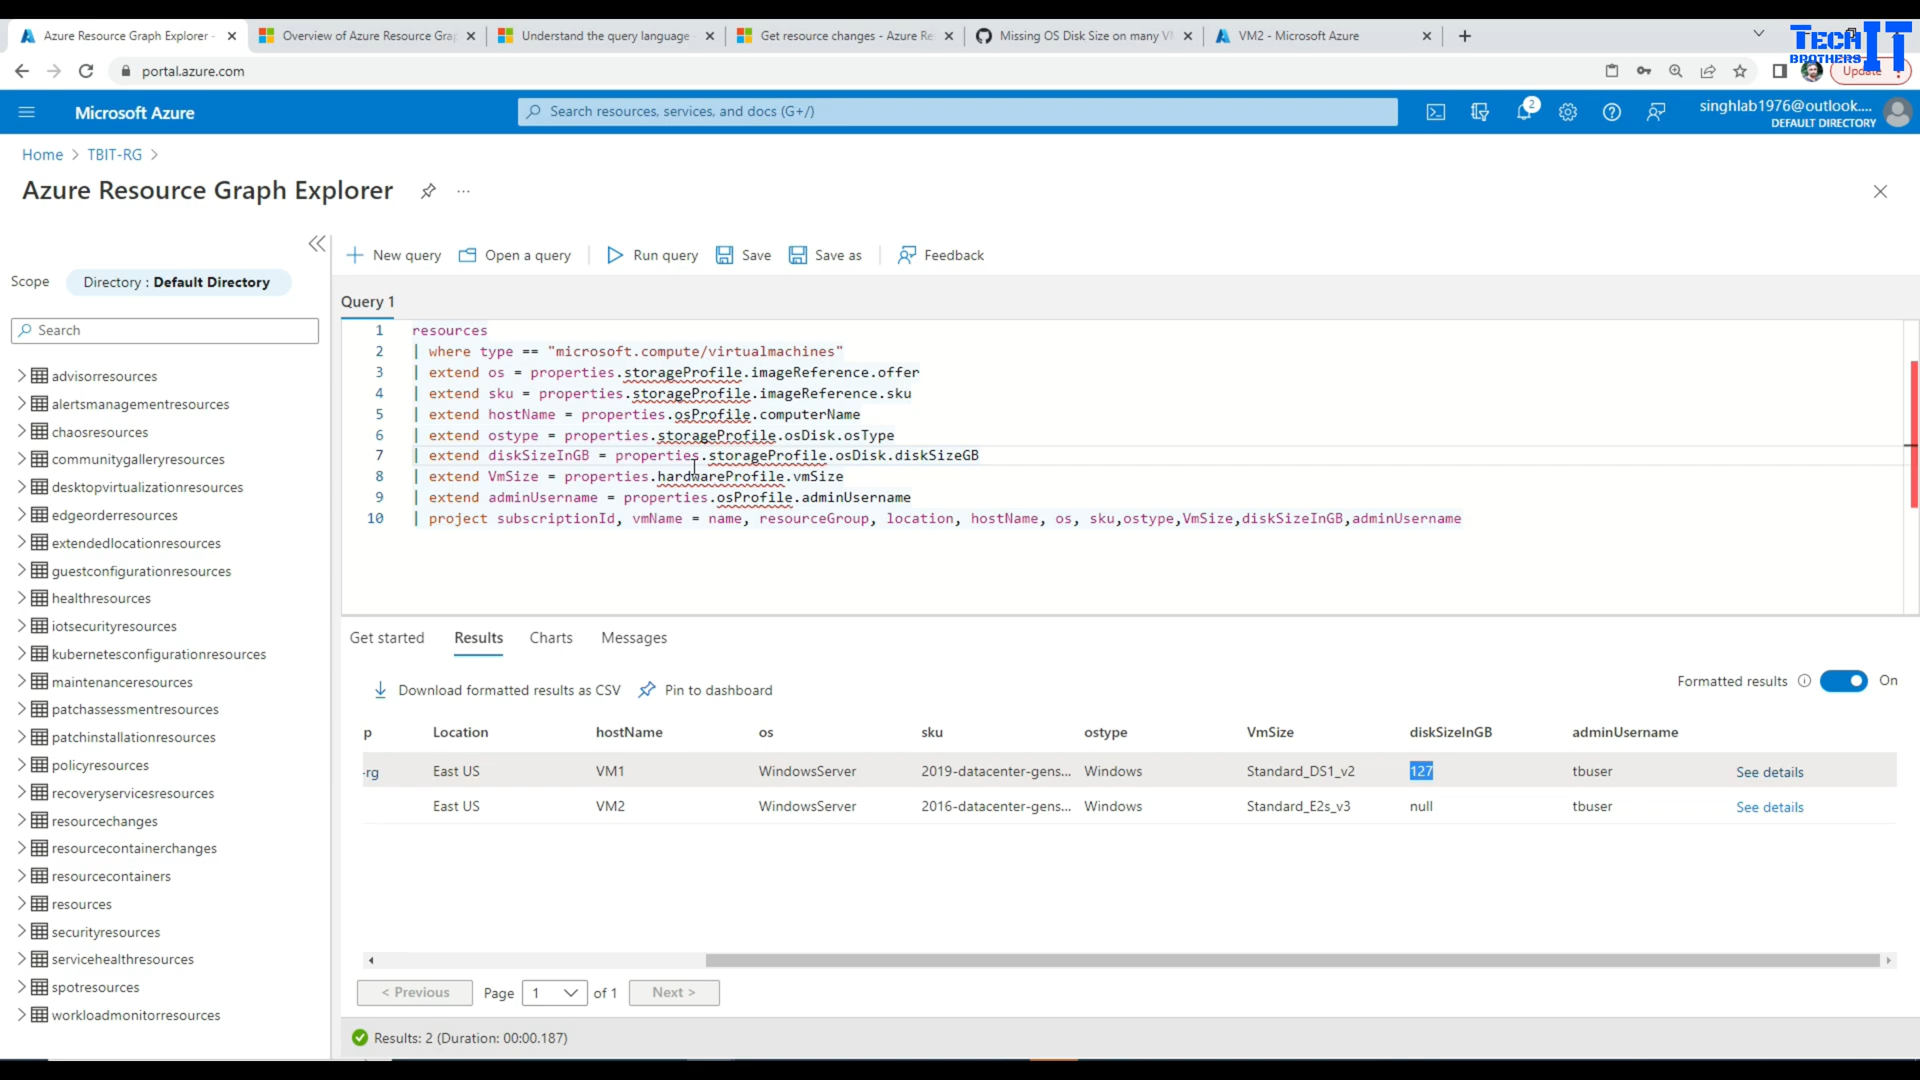 Azure Resource Graph Explorer -
Overview of Azure Resource Gra
Understand the query language
Get resource changes - Azure Re
Missing OS Disk Size on many V
VM2 - Microsoft Azure
TECH IT
BROTHERS
portal.azure.com
Update
Microsoft Azure
Search resources, services, and docs (G+/)
2
singhlab1976@outlook....
DEFAULT DIRECTORY
Home > TBIT-RG >
Azure Resource Graph Explorer
...
New query
Open a query
Run query
Save
Save as
Feedback
Scope
Directory : Default Directory
Search
advisorresources
alertsmanagementresources
chaosresources
communitygalleryresources
desktopvirtualizationresources
edgeorderresources
extendedlocationresources
guestconfigurationresources
healthresources
iotsecurityresources
kubernetesconfigurationresources
maintenanceresources
patchassessmentresources
patchinstallationresources
policyresources
recoveryservicesresources
resourcechanges
resourcecontainerchanges
resourcecontainers
resources
securityresources
servicehealthresources
spotresources
workloadmonitorresources
Query 1
1 resources
2 | where type == "microsoft.compute/virtualmachines"
3 | extend os = properties.storageProfile.imageReference.offer
4 | extend sku = properties.storageProfile.imageReference.sku
5 | extend hostName = properties.osProfile.computerName
6 | extend ostype = properties.storageProfile.osDisk.osType
7 | extend diskSizeInGB = properties.storageProfile.osDisk.diskSizeGB
8 | extend VmSize = properties.hardwareProfile.vmSize
9 | extend adminUsername = properties.osProfile.adminUsername
10 | project subscriptionId, vmName = name, resourceGroup, location, hostName, os, sku,ostype,VmSize,diskSizeInGB,adminUsername
Get started
Results
Charts
Messages
Download formatted results as CSV
Pin to dashboard
Formatted results
On
p Location hostName os sku ostype VmSize diskSizeInGB adminUsername
-rg East US VM1 WindowsServer 2019-datacenter-gens... Windows Standard_DS1_v2 127 tbuser See details
East US VM2 WindowsServer 2016-datacenter-gens... Windows Standard_E2s_v3 null tbuser See details
< Previous
Page 1 of 1
Next >
Results: 2 (Duration: 00:00.187)